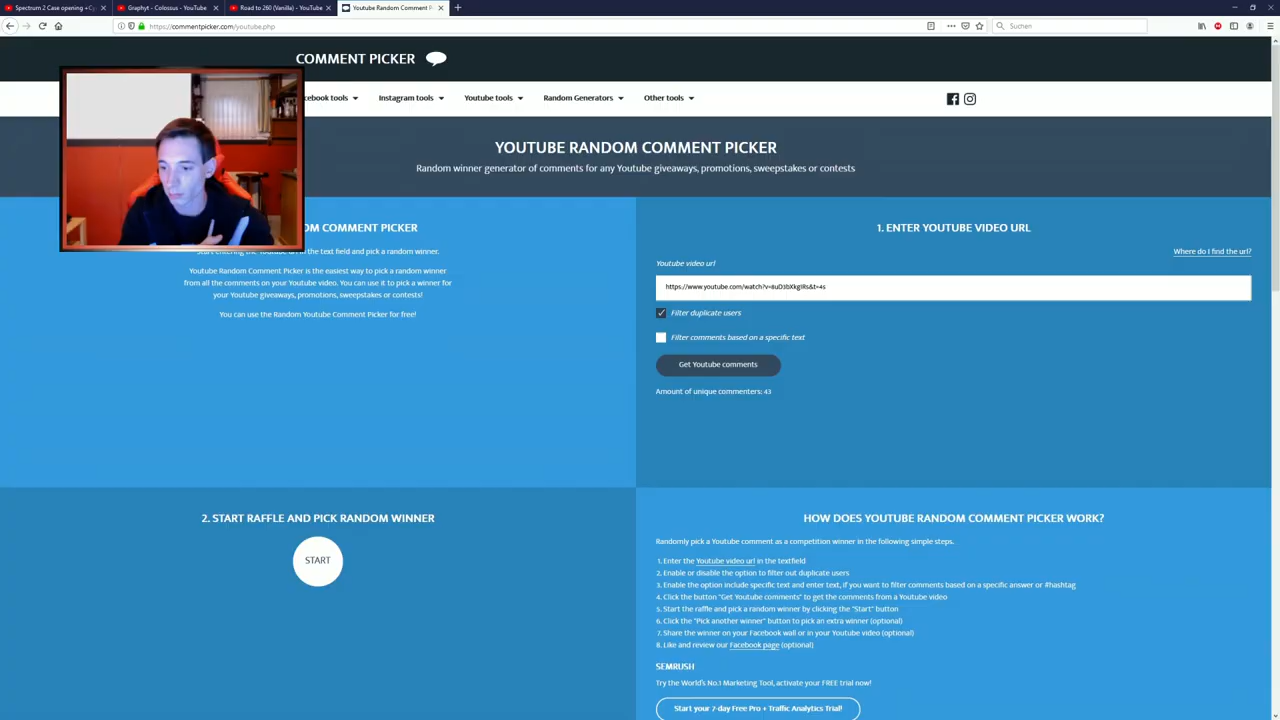 Spectrum 2 Case opening +Cy
Graphyt - Colossus - YouTube
Road to 260 (Vanilla) - YouTube
Youtube Random Comment P
https://commentpicker.com/youtube.php
Suchen
COMMENT PICKER
cebook tools
Instagram tools
Youtube tools
Random Generators
Other tools
YOUTUBE RANDOM COMMENT PICKER
Random winner generator of comments for any Youtube giveaways, promotions, sweepstakes or contests
OM COMMENT PICKER
in the text field and pick a random winner.
Youtube Random Comment Picker is the easiest way to pick a random winner
from all the comments on your Youtube video. You can use it to pick a winner for
your Youtube giveaways, promotions, sweepstakes or contests!
You can use the Random Youtube Comment Picker for free!
1. ENTER YOUTUBE VIDEO URL
Where do I find the url?
Youtube video url
Filter duplicate users
Filter comments based on a specific text
Get Youtube comments
Amount of unique commenters: 43
2. START RAFFLE AND PICK RANDOM WINNER
START
HOW DOES YOUTUBE RANDOM COMMENT PICKER WORK?
Randomly pick a Youtube comment as a competition winner in the following simple steps.
1. Enter the Youtube video url in the textfield
2. Enable or disable the option to filter out duplicate users
3. Enable the option include specific text and enter text, if you want to filter comments based on a specific answer or #hashtag
4. Click the button "Get Youtube comments" to get the comments from a Youtube video
5. Start the raffle and pick a random winner by clicking the "Start" button
6. Click the "Pick another winner" button to pick an extra winner (optional)
7. Share the winner on your Facebook wall or in your Youtube video (optional)
8. Like and review our Facebook page (optional)
SEMRUSH
Try the World's No.1 Marketing Tool, activate your FREE trial now!
Start your 7-day Free Pro + Traffic Analytics Trial!